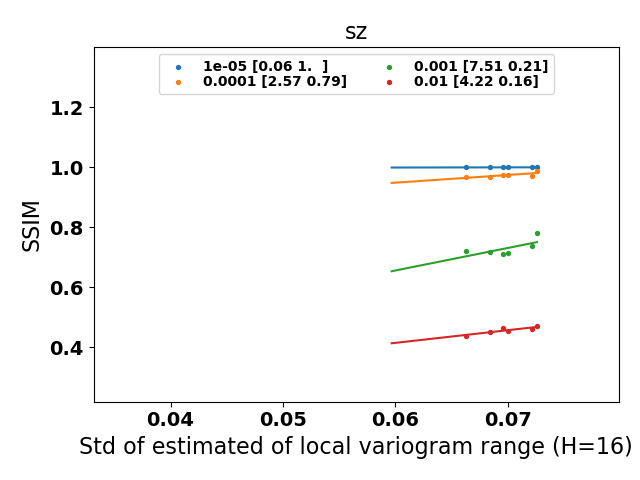 sz
1e-05 [0.06 1.  ]
0.0001 [2.57 0.79]
0.001 [7.51 0.21]
0.01 [4.22 0.16]
1.2
1.0
0.8
0.6
0.4
SSIM
0.04 0.05 0.06 0.07
Std of estimated of local variogram range (H=16)